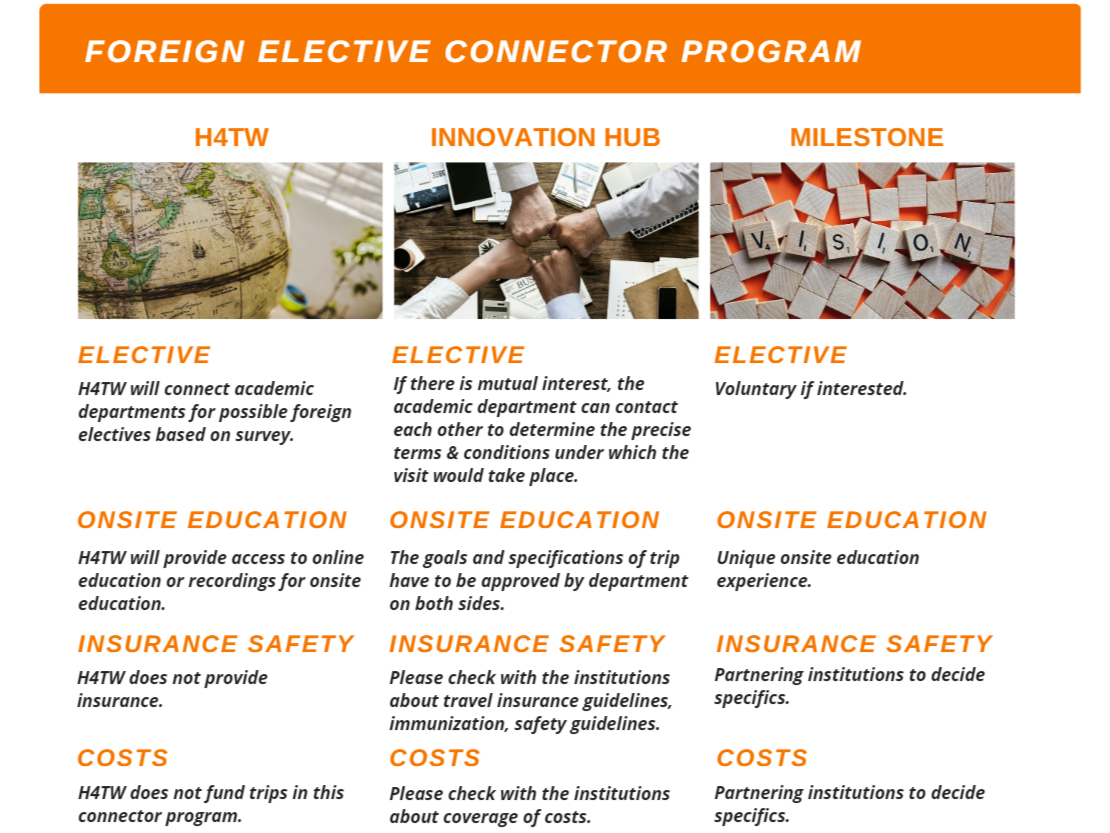 FOREIGN ELECTIVE CONNECTOR PROGRAM
H4TW
INNOVATION HUB
MILESTONE
VISION
ELECTIVE
H4TW will connect academic
departments for possible foreign
electives based on survey.
ELECTIVE
If there is mutual interest, the
academic department can contact
each other to determine the precise
terms & conditions under which the
visit would take place.
ELECTIVE
Voluntary if interested.
ONSITE EDUCATION
H4TW will provide access to online
education or recordings for onsite
education.
ONSITE EDUCATION
The goals and specifications of trip
have to be approved by department
on both sides.
ONSITE EDUCATION
Unique onsite education
experience.
INSURANCE SAFETY
H4TW does not provide
insurance.
INSURANCE SAFETY
Please check with the institutions
about travel insurance guidelines,
immunization, safety guidelines.
INSURANCE SAFETY
Partnering institutions to decide
specifics.
COSTS
H4TW does not fund trips in this
connector program.
COSTS
Please check with the institutions
about coverage of costs.
COSTS
Partnering institutions to decide
specifics.